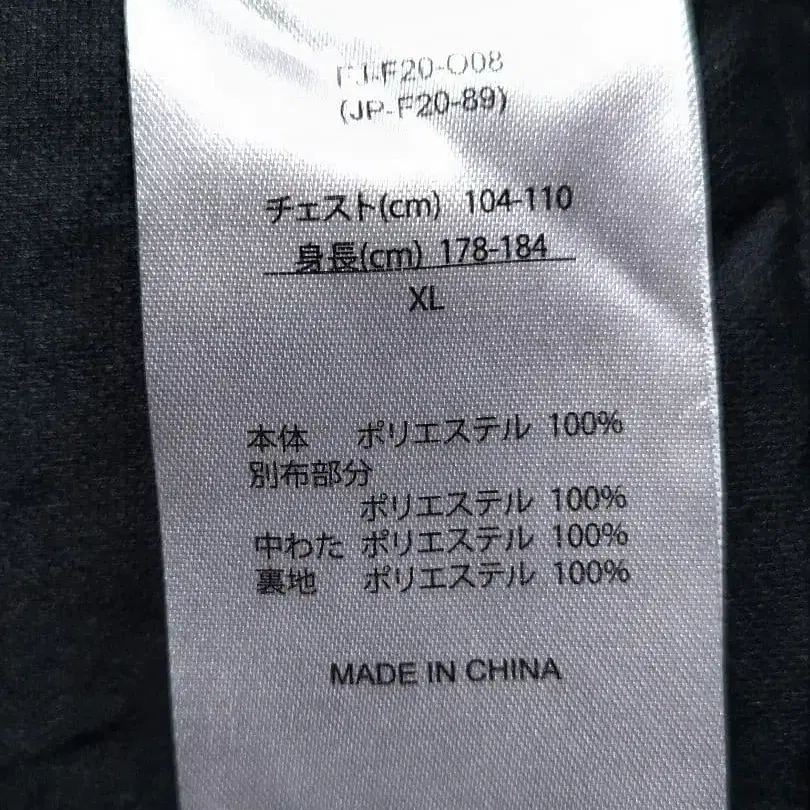 (JP-F20-89)
チェスト(cm) 104-110
身長(cm) 178-184
XL
本体 ポリエステル 100%
別布部分
ポリエステル 100%
中わた ポリエステル 100%
裏地 ポリエステル 100%
MADE IN CHINA